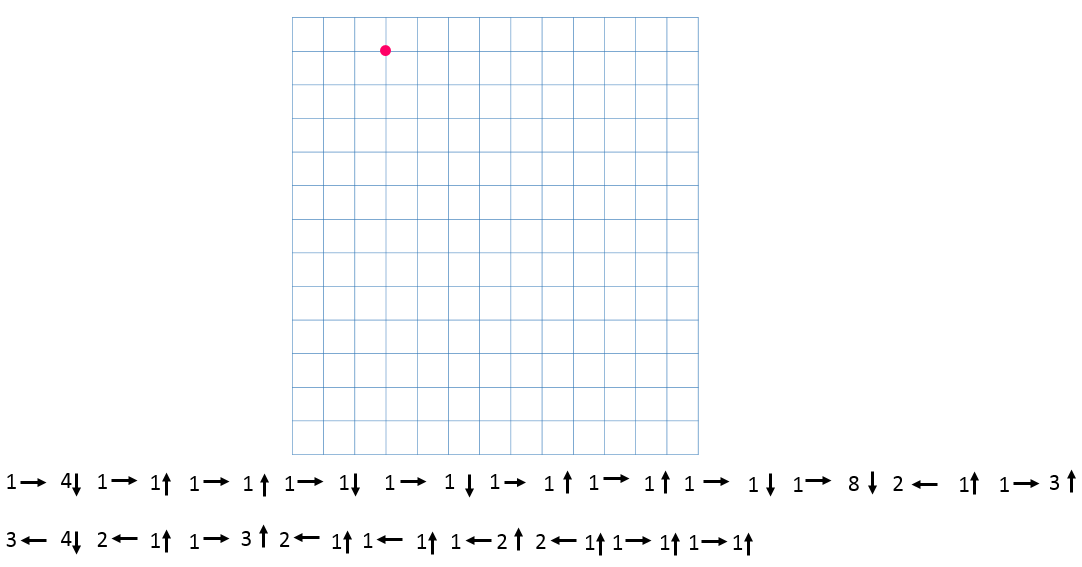 1→ 4↓ 1→ 1↑ 1→ 1↑ 1→ 1↓ 1→ 1↓ 1→ 1↑ 1→ 1↑ 1→ 1↓ 1→ 8↓ 2← 1↑ 1→ 3↑
3← 4↓ 2← 1↑ 1→ 3↑ 2← 1↑ 1← 1↑ 1← 2↑ 2← 1↑ 1→ 1↑ 1→ 1↑